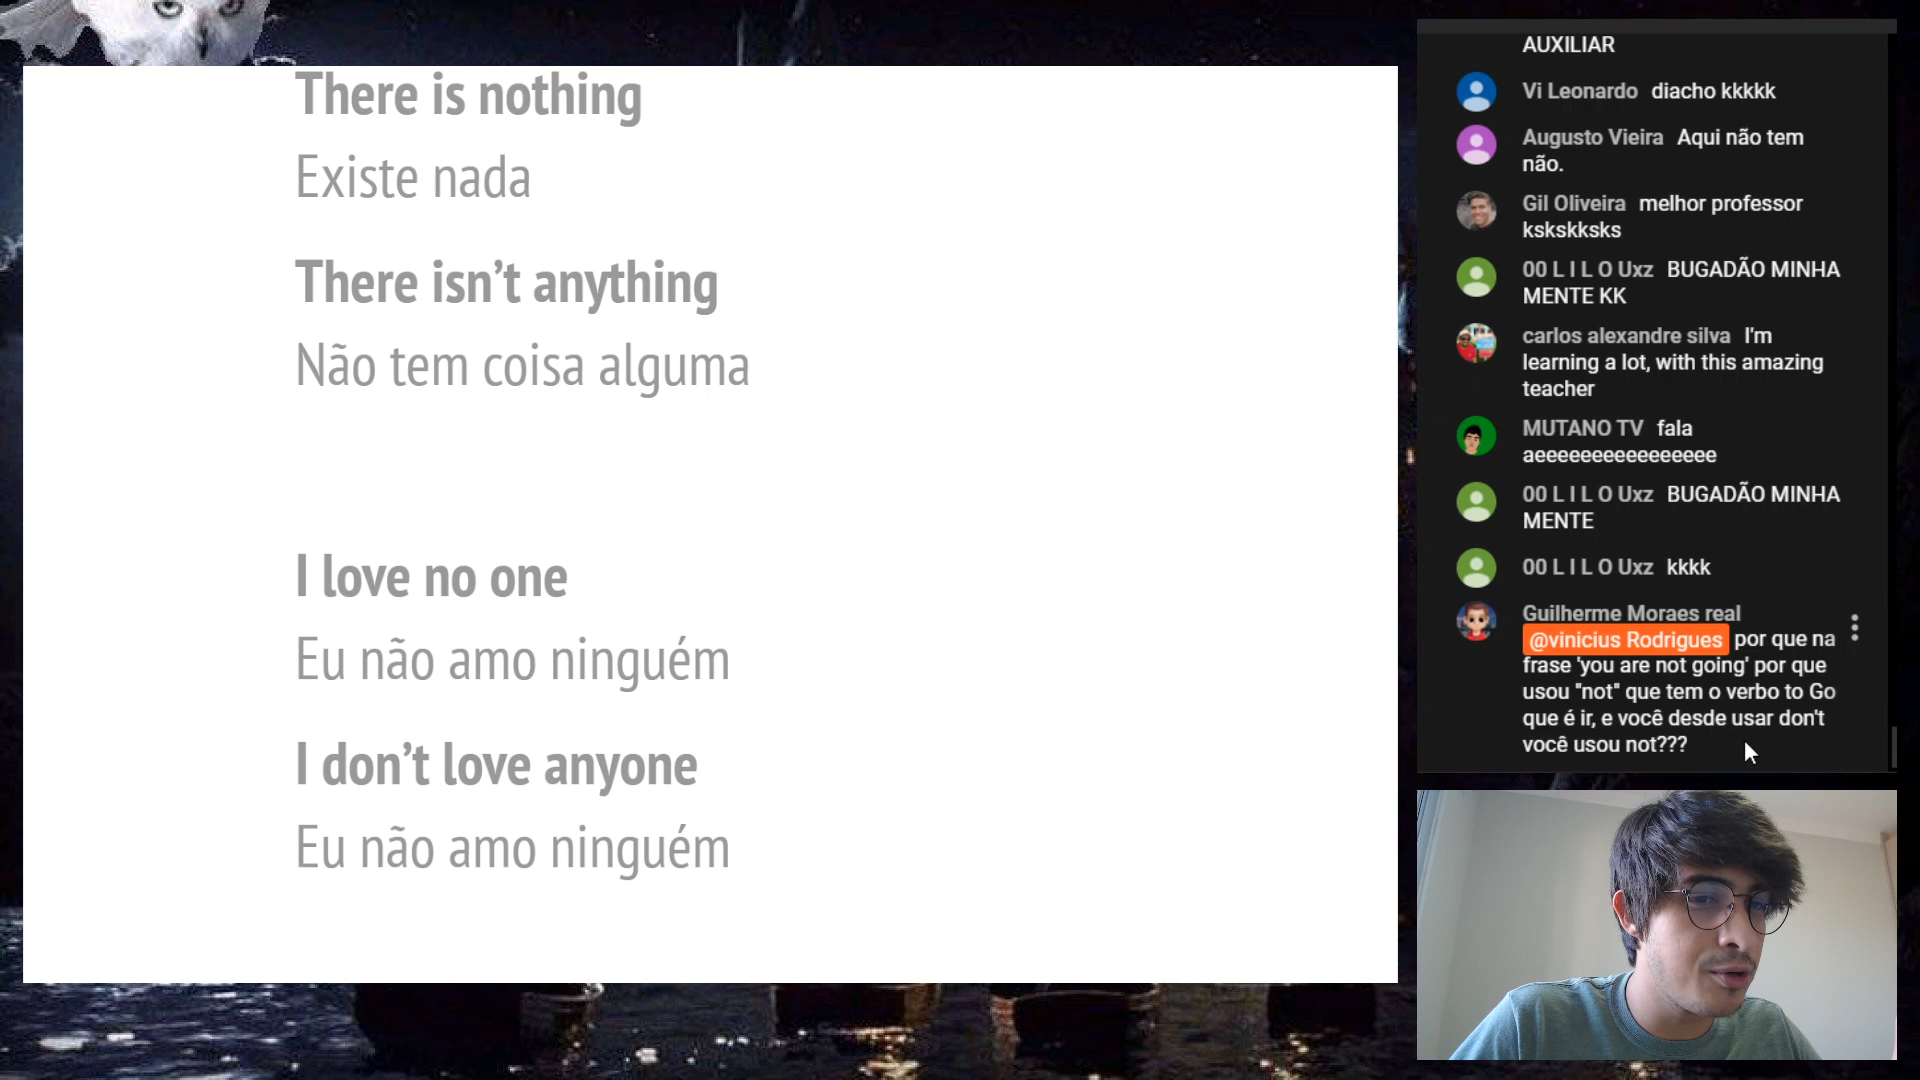 There is nothing
Existe nada
There isn’t anything
Não tem coisa alguma
I love no one
Eu não amo ninguém
I don’t love anyone
Eu não amo ninguém
AUXILIAR
Vi Leonardo diacho kkkkk
Augusto Vieira Aqui não tem
não.
Gil Oliveira melhor professor
kskskksks
00 L I L O Uxz BUGADÃO MINHA
MENTE KK
carlos alexandre silva I'm
learning a lot, with this amazing
teacher
MUTANO TV fala
aeeeeeeeeeeeeeeee
00 L I L O Uxz BUGADÃO MINHA
MENTE
00 L I L O Uxz kkkk
Guilherme Moraes real
@vinicius Rodrigues por que na
frase 'you are not going' por que
usou "not" que tem o verbo to Go
que é ir, e você desde usar don't
você usou not???